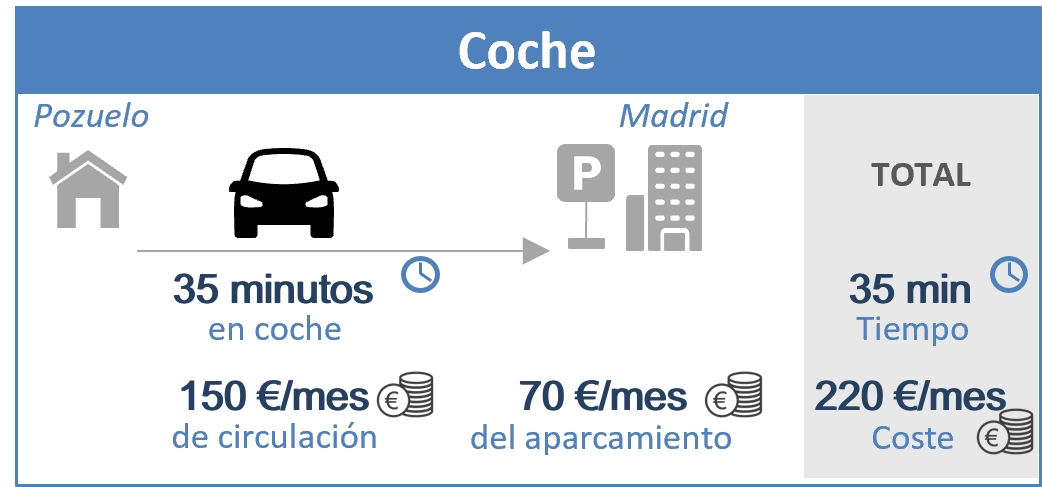 Coche
Pozuelo
Madrid
P
TOTAL
35 minutos
en coche
35 min
Tiempo
150 €/mes
€
de circulación
70 €/mes
€
del aparcamiento
220 €/mes
Coste
€